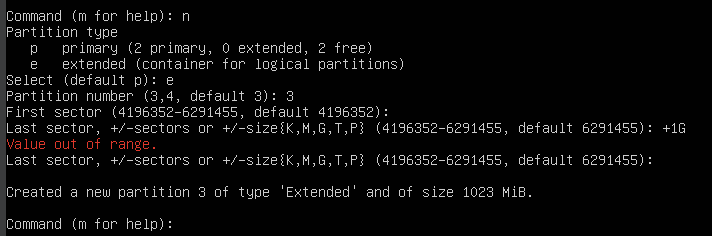 Command (m for help): n
Partition type
   p   primary (2 primary, 0 extended, 2 free)
   e   extended (container for logical partitions)
Select (default p): e
Partition number (3,4, default 3): 3
First sector (4196352-6291455, default 4196352):
Last sector, +/-sectors or +/-size{K,M,G,T,P} (4196352-6291455, default 6291455): +1G
Value out of range.
Last sector, +/-sectors or +/-size{K,M,G,T,P} (4196352-6291455, default 6291455):

Created a new partition 3 of type 'Extended' and of size 1023 MiB.

Command (m for help):